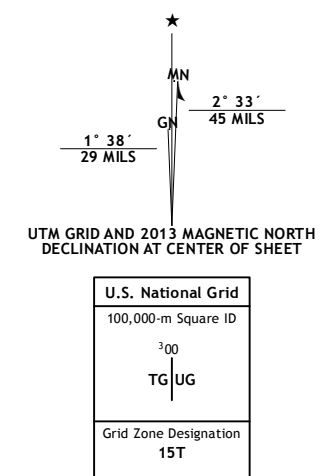 ★
MN
GN
2° 33´
45 MILS
1° 38´
29 MILS
UTM GRID AND 2013 MAGNETIC NORTH
DECLINATION AT CENTER OF SHEET
U.S. National Grid
100,000-m Square ID
³00
TG UG
Grid Zone Designation
15T